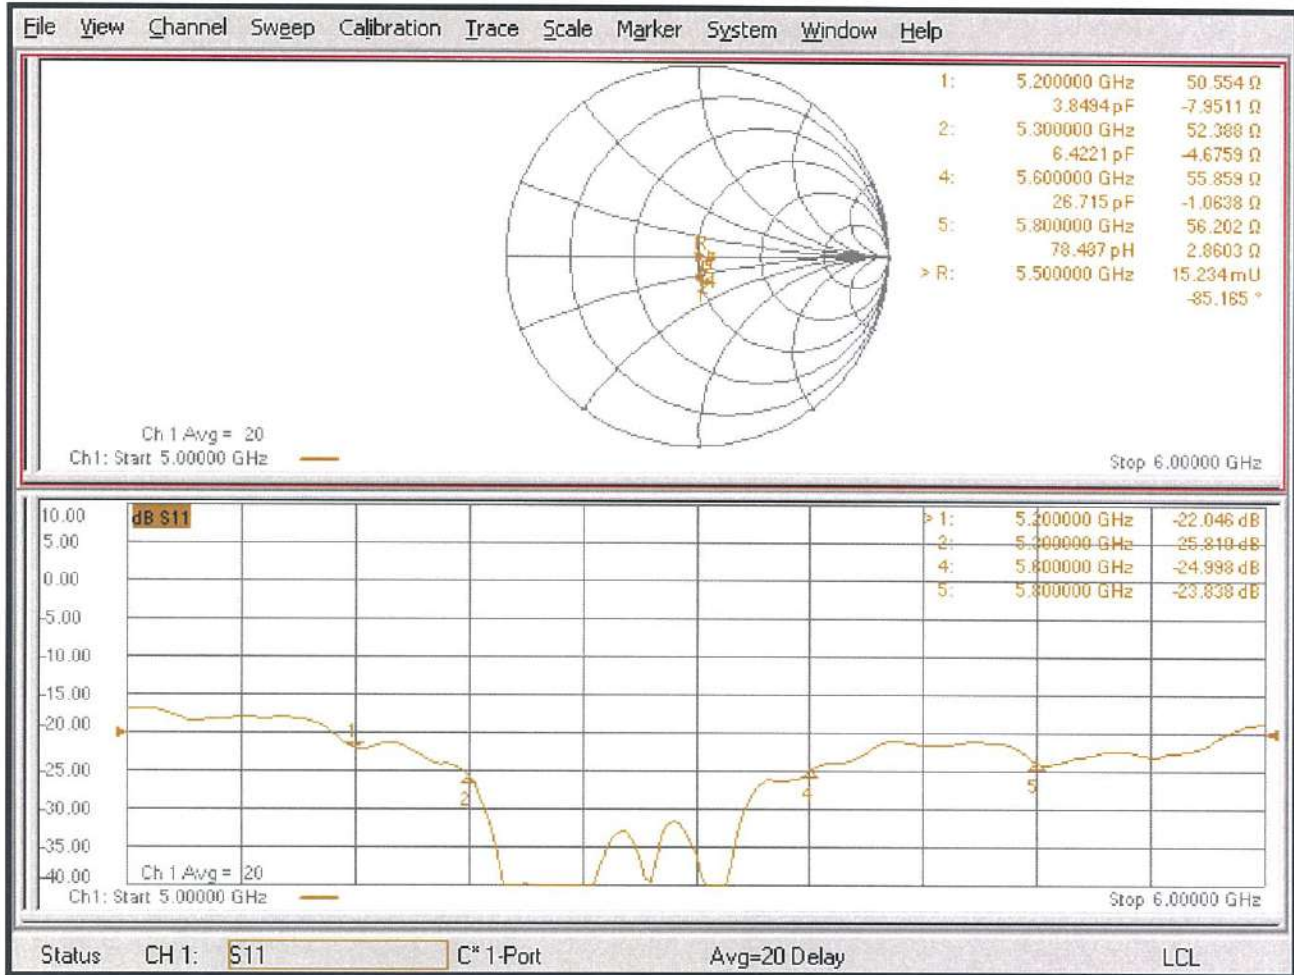 File View Channel Sweep Calibration Trace Scale Marker System Window Help
1: 5.200000 GHz 50.554 Ω
3.8494 pF -7.9511 Ω
2: 5.300000 GHz 52.388 Ω
6.4221 pF -4.6759 Ω
4: 5.600000 GHz 55.859 Ω
26.715 pF -1.0638 Ω
5: 5.800000 GHz 56.202 Ω
78.487 pH 2.8603 Ω
> R: 5.500000 GHz 15.234 mU
-85.165 °
Ch 1 Avg = 20
Ch1: Start 5.00000 GHz Stop 6.00000 GHz
10.00 dB S11 > 1: 5.200000 GHz -22.046 dB
5.00 2: 5.300000 GHz -25.810 dB
4: 5.600000 GHz -24.998 dB
0.00 5: 5.800000 GHz -23.838 dB
-5.00
-10.00
-15.00
-20.00
1
-25.00
2 4 5
-30.00
-35.00
-40.00 Ch 1 Avg = 20
Ch1: Start 5.00000 GHz Stop 6.00000 GHz
Status CH 1: S11 C* 1-Port Avg=20 Delay LCL